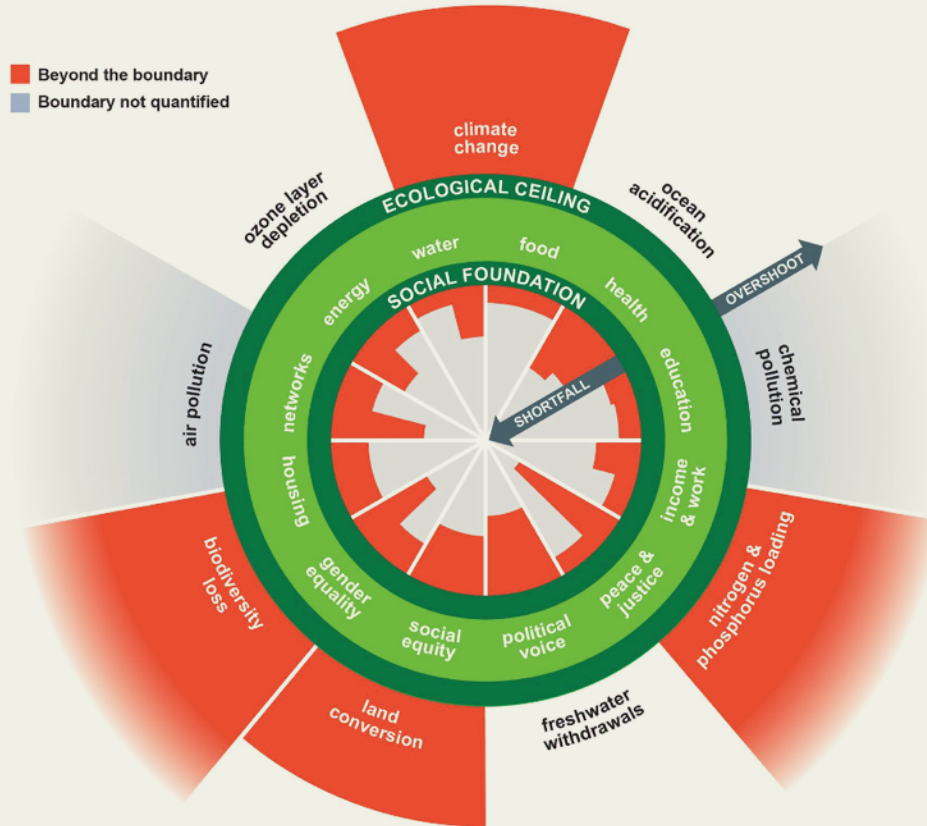 Beyond the boundary
Boundary not quantified
climate
change
ozone layer
depletion
ECOLOGICAL CEILING
ocean
acidification
water
food
energy
SOCIAL FOUNDATION
health
OVERSHOOT
networks
education
air pollution
SHORTFALL
chemical
pollution
housing
income
& work
biodiversity
loss
gender
equality
peace &
justice
nitrogen &
phosphorus loading
social
equity
political
voice
land
conversion
freshwater
withdrawals